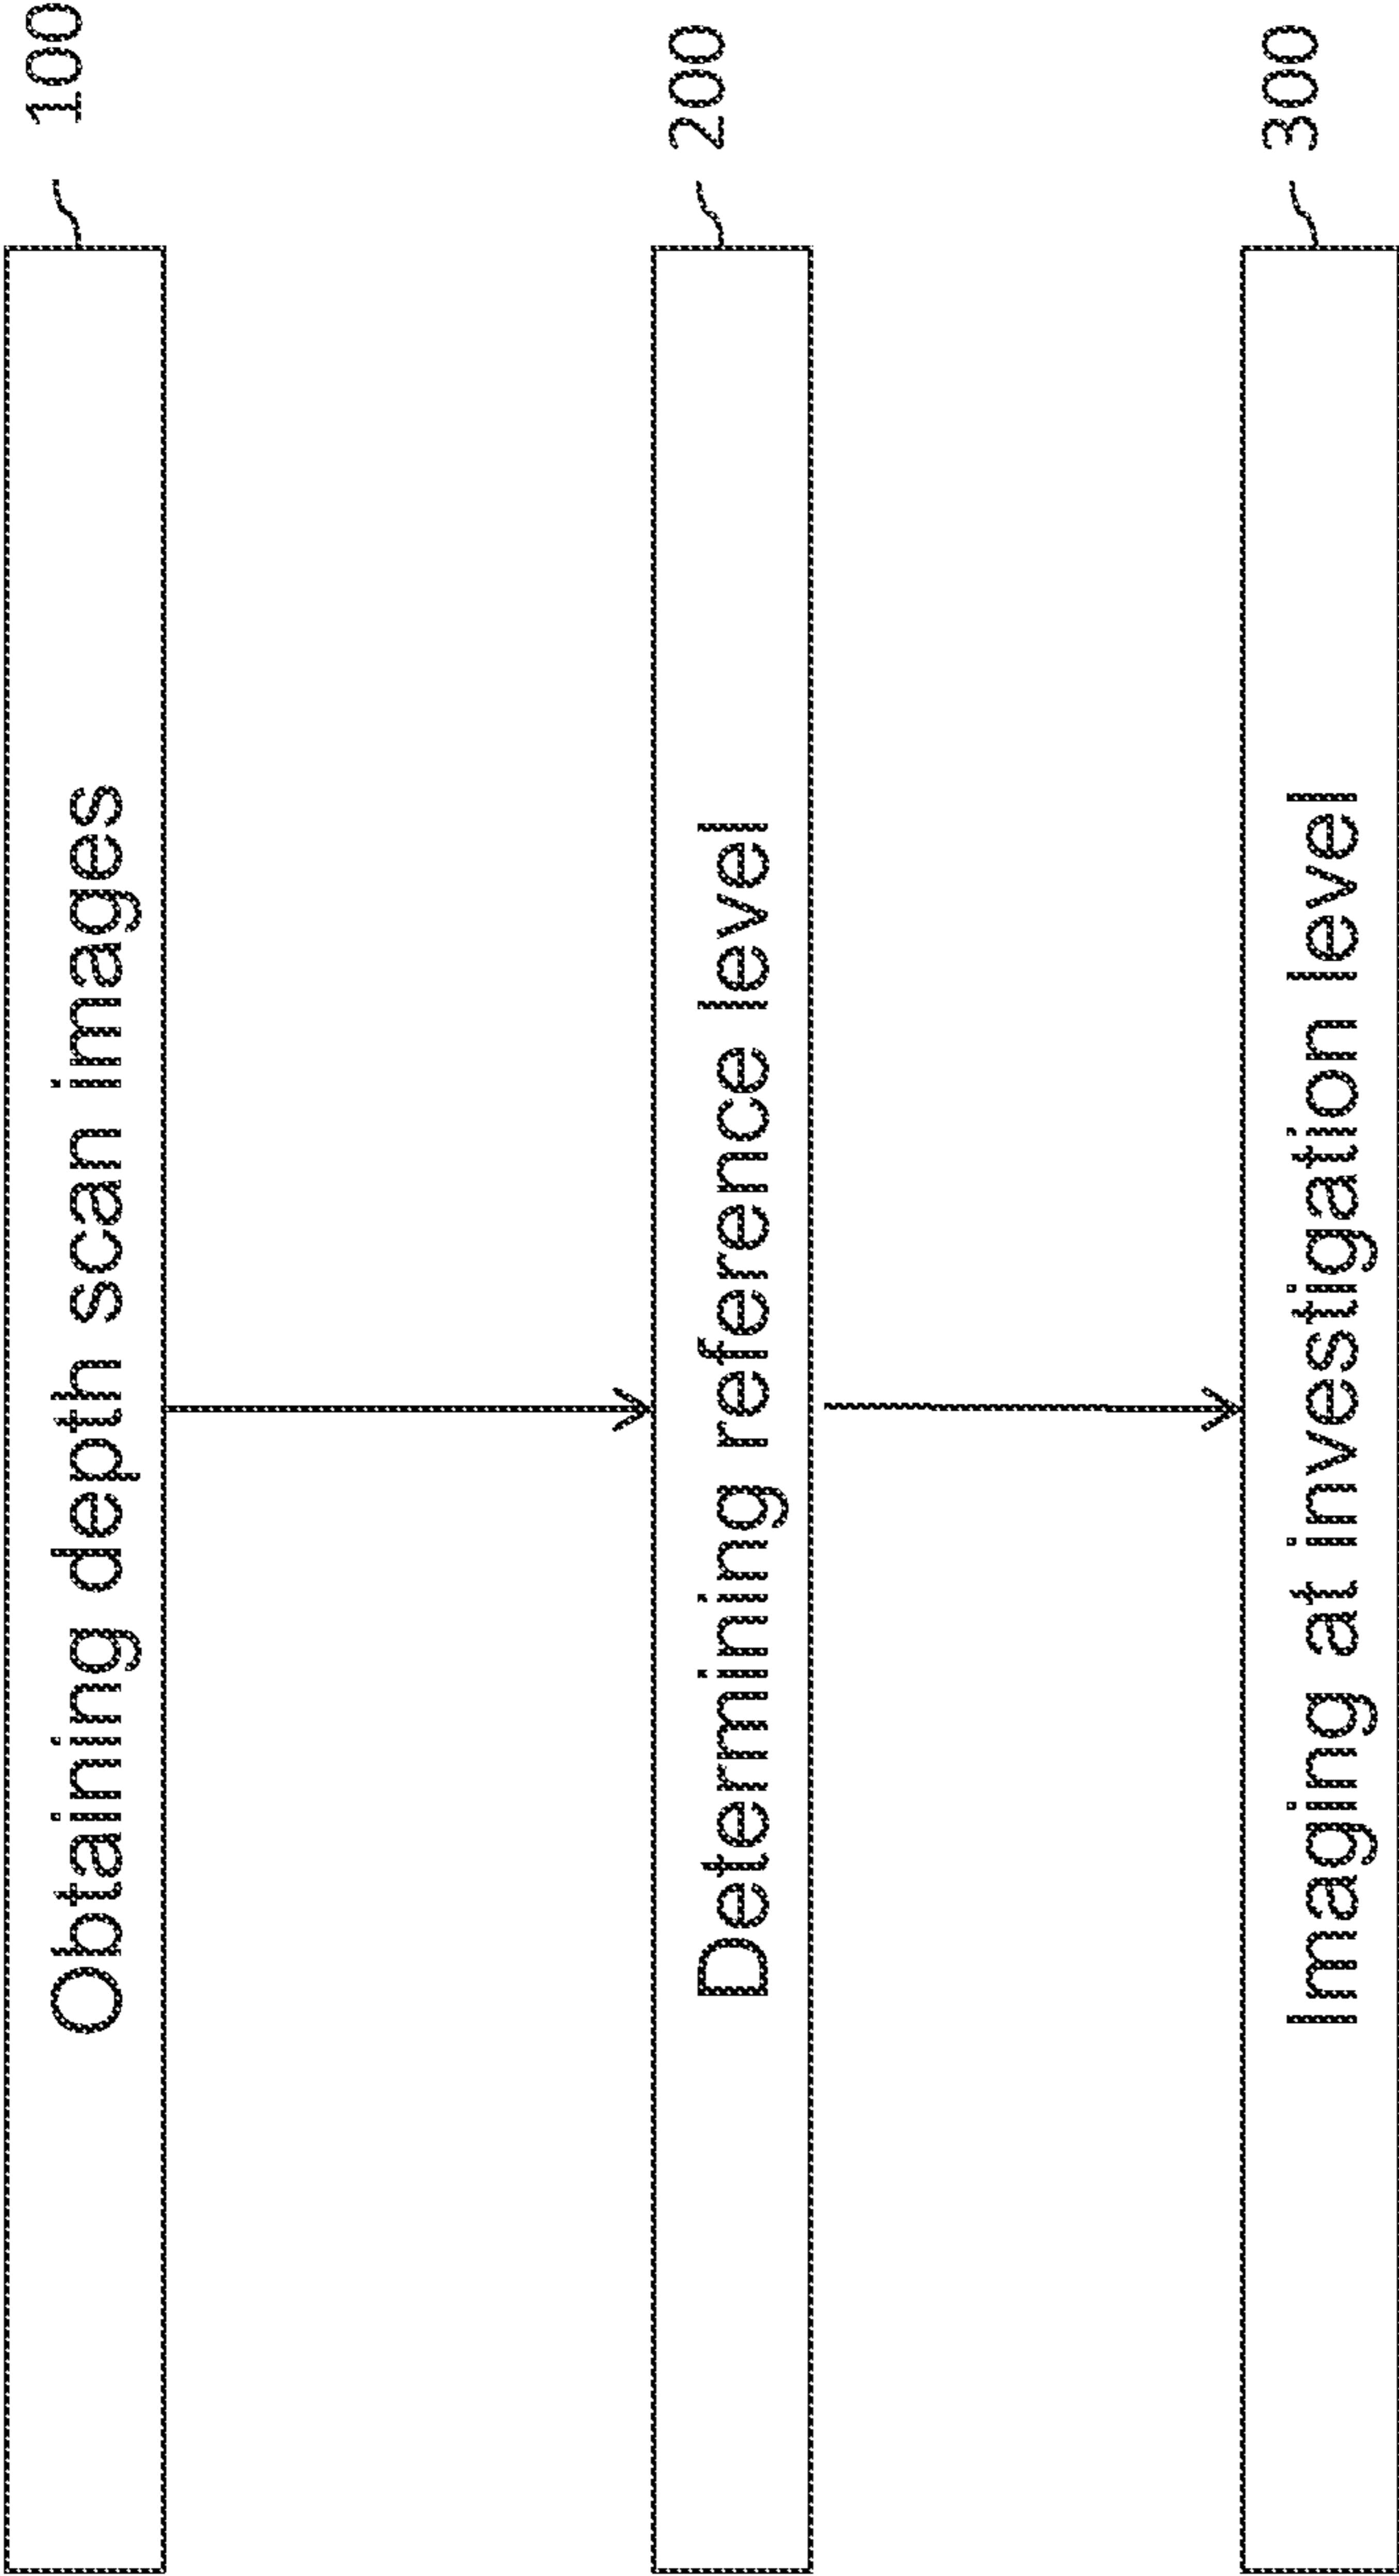 Obtaining depth scan images 100
Determining reference level 200
Imaging at investigation level 300